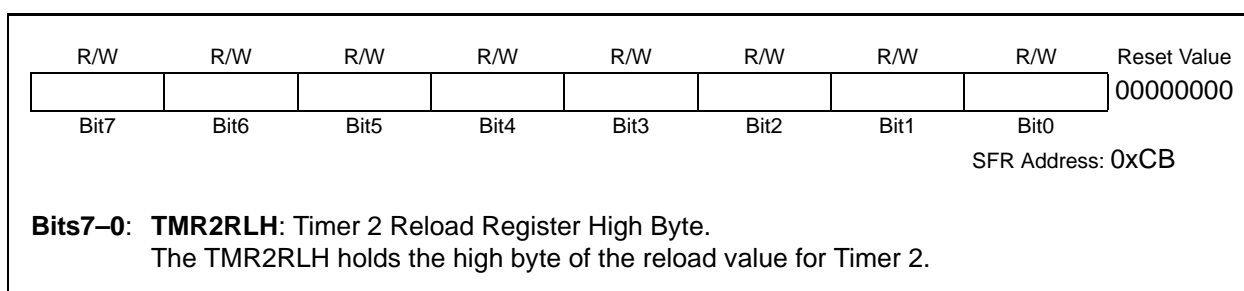 R/W R/W R/W R/W R/W R/W R/W R/W Reset Value
00000000
Bit7 Bit6 Bit5 Bit4 Bit3 Bit2 Bit1 Bit0
SFR Address: 0xCB
Bits7–0: TMR2RLH: Timer 2 Reload Register High Byte.
The TMR2RLH holds the high byte of the reload value for Timer 2.